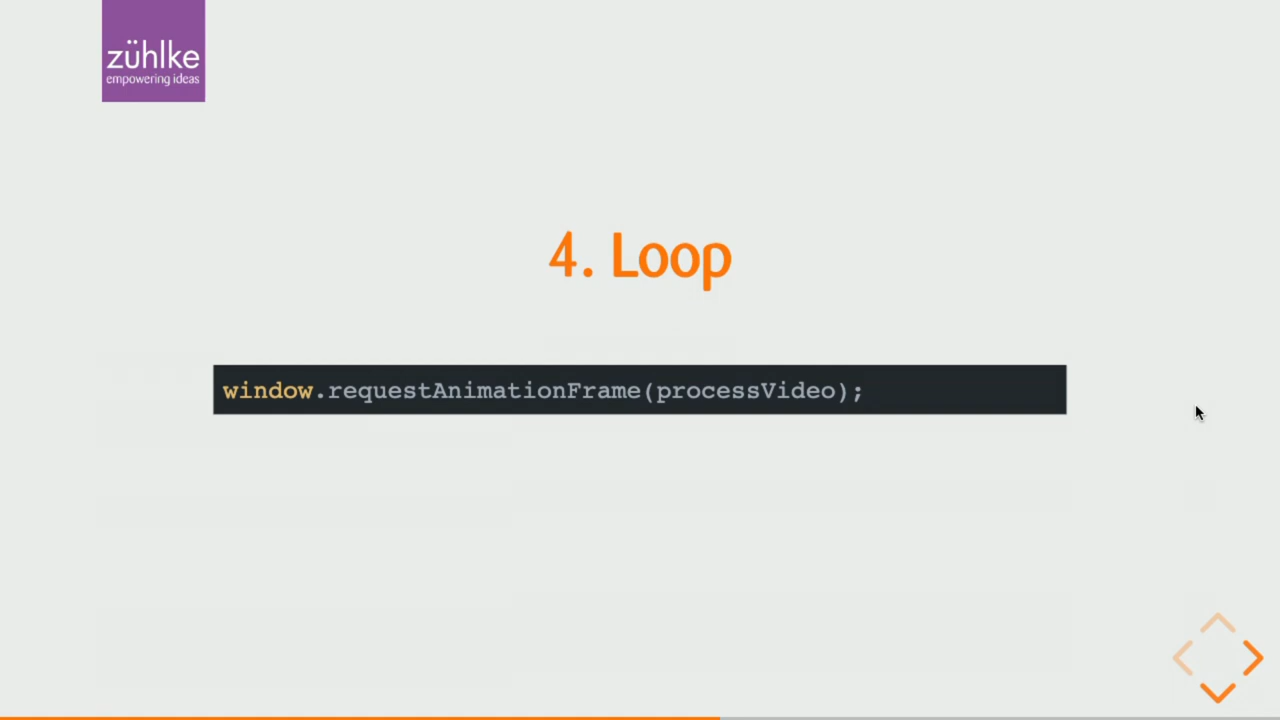 zühlke
empowering ideas
4. Loop
window.requestAnimationFrame(processVideo);